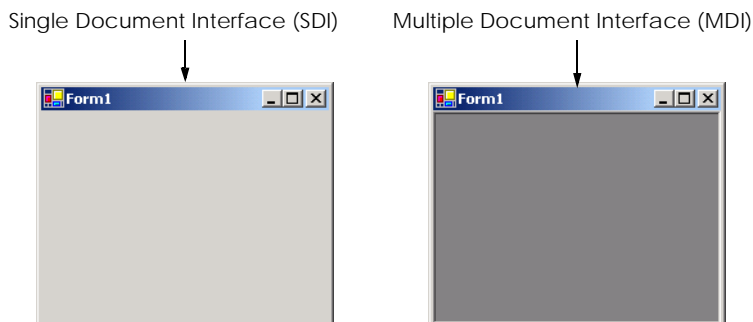 Single Document Interface (SDI)
Multiple Document Interface (MDI)
Form1
Form1